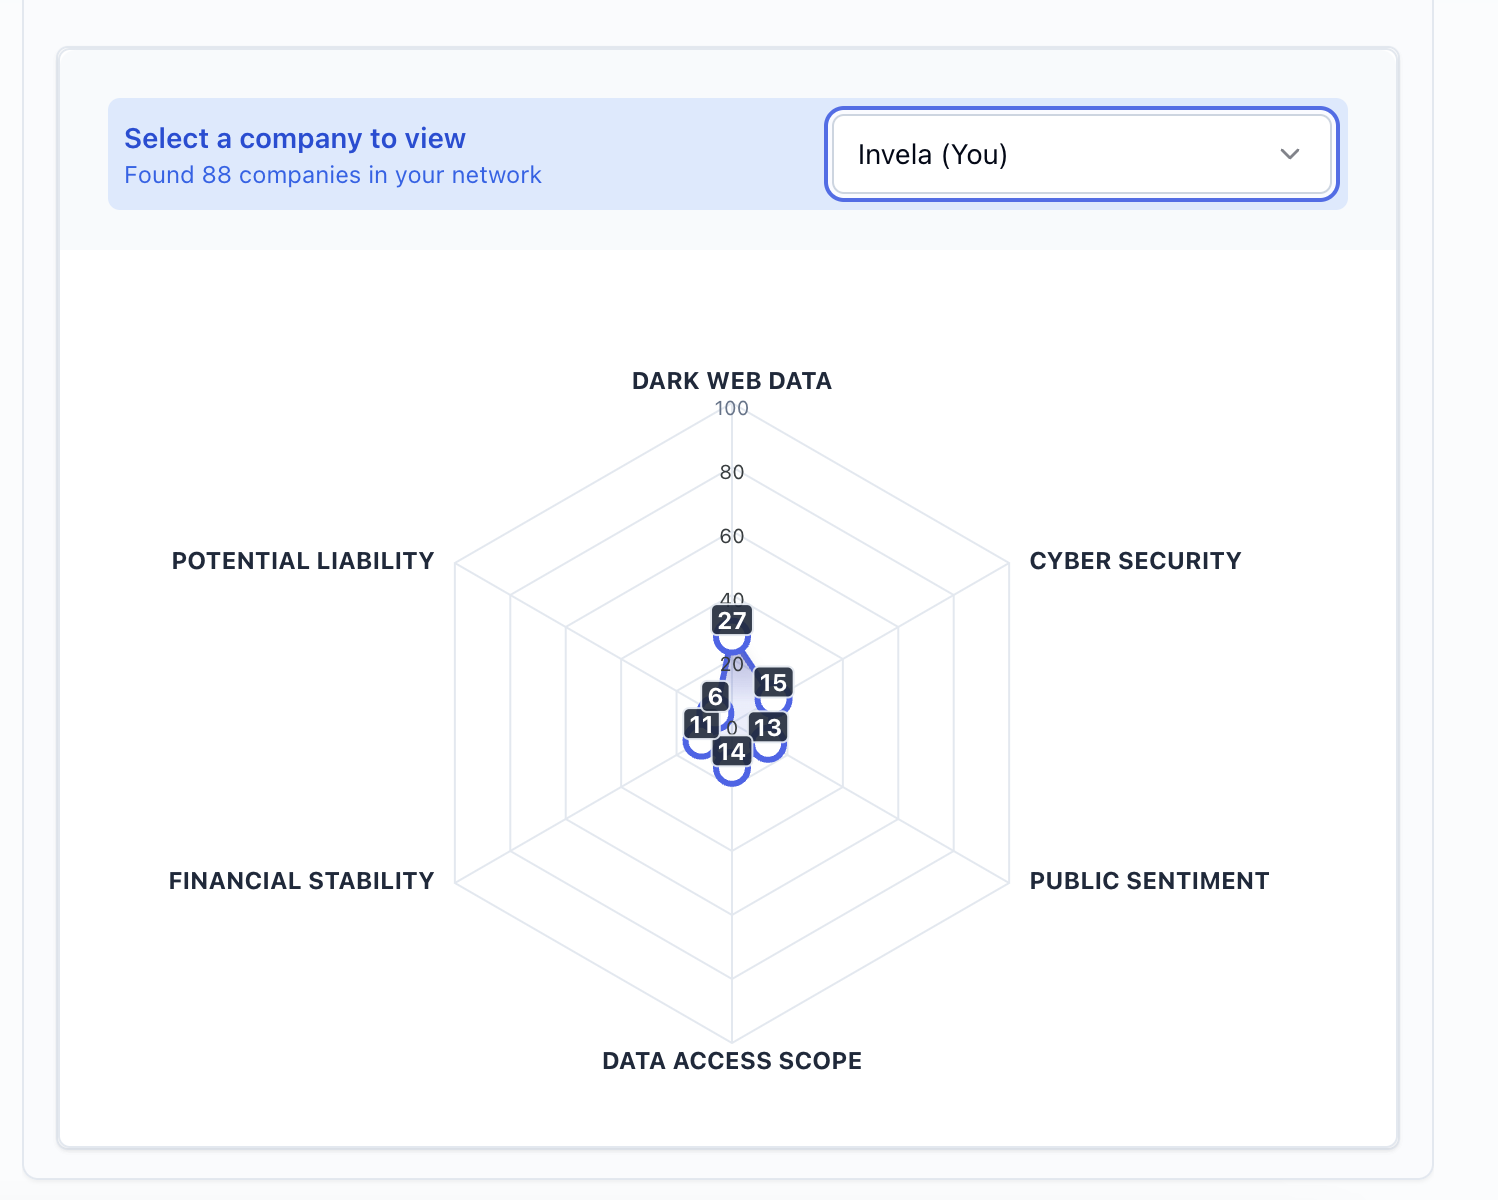 Select a company to view
Found 88 companies in your network
Invela (You)
DARK WEB DATA
100
80
60
40
27
20
15
6
11
0
13
14
POTENTIAL LIABILITY
CYBER SECURITY
FINANCIAL STABILITY
PUBLIC SENTIMENT
DATA ACCESS SCOPE